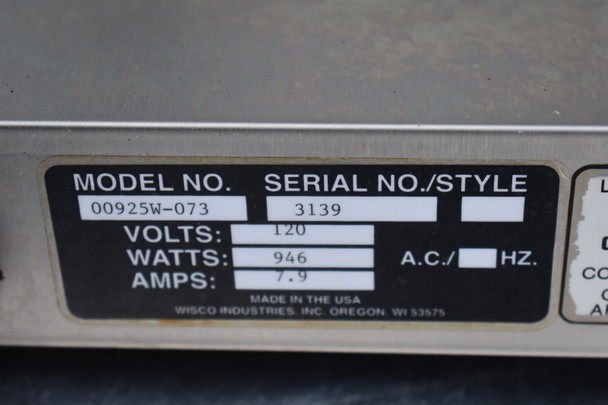 MODEL NO. SERIAL NO./STYLE
00925W-073 3139
VOLTS: 120
WATTS: 946 A.C./ HZ.
AMPS: 7.9
MADE IN THE USA
WISCO INDUSTRIES, INC. OREGON, WI 53575